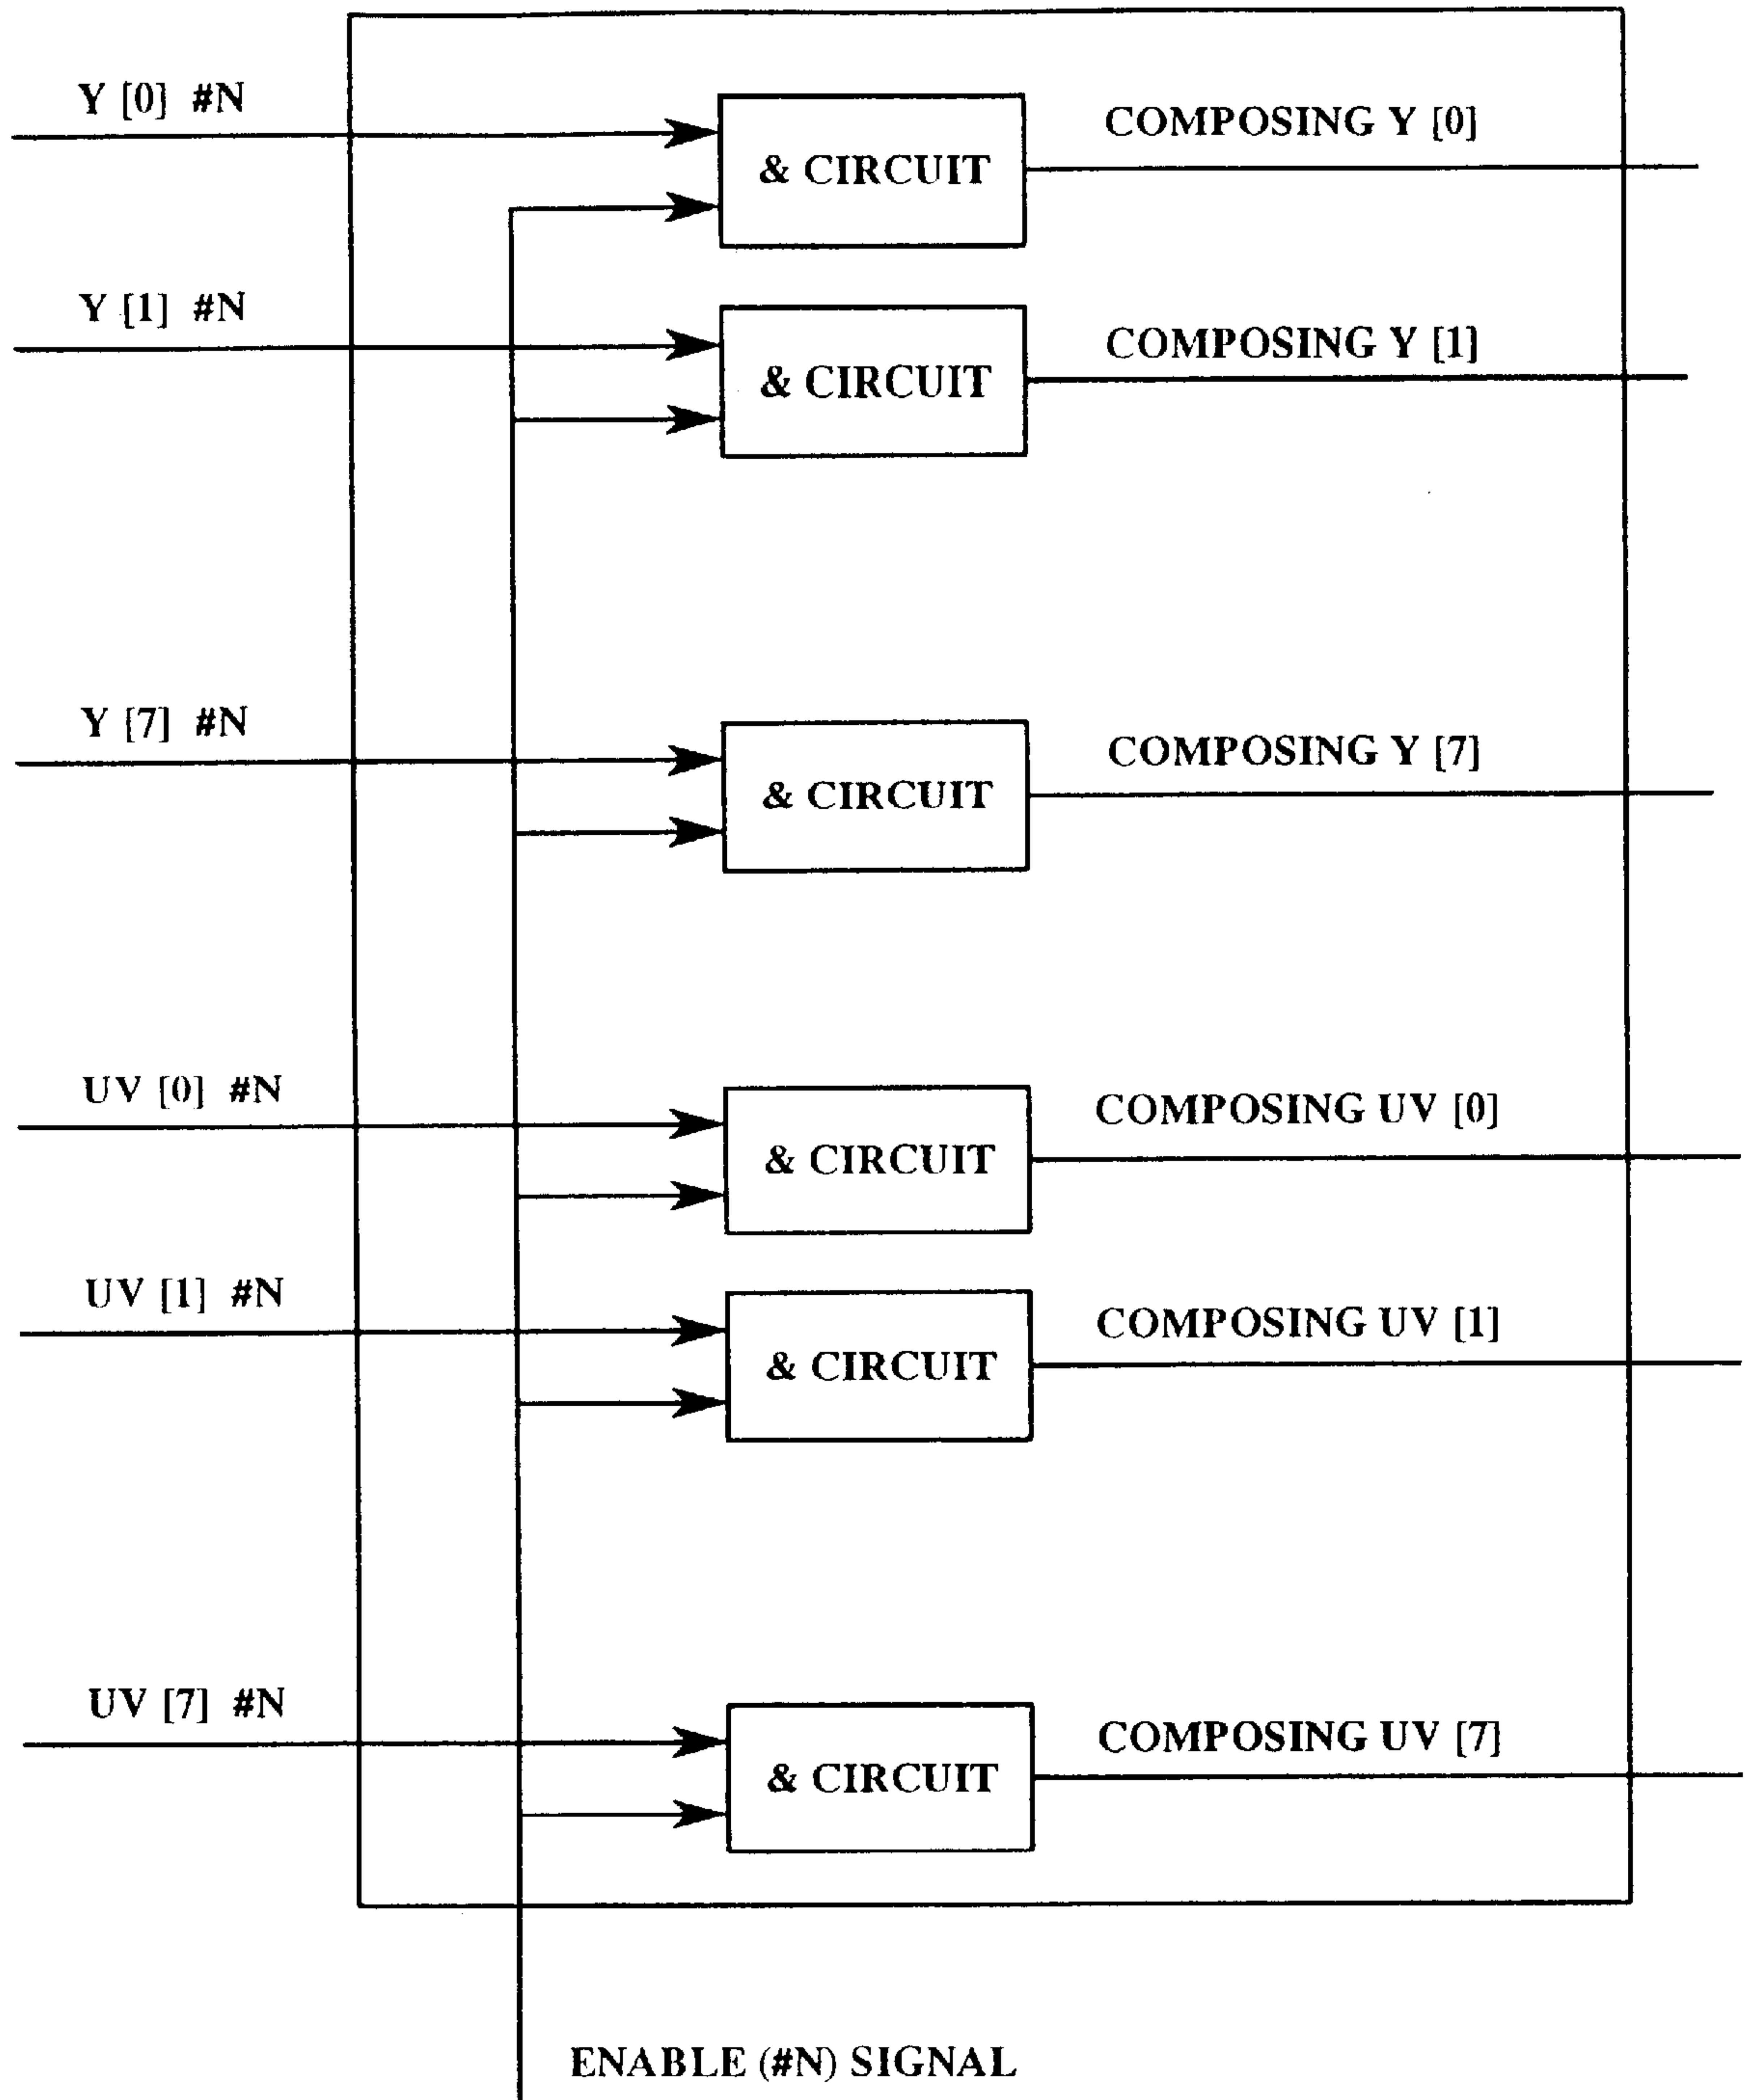 Y [0] #N
COMPOSING Y [0]
& CIRCUIT
Y [1] #N
COMPOSING Y [1]
& CIRCUIT
Y [7] #N
COMPOSING Y [7]
& CIRCUIT
UV [0] #N
COMPOSING UV [0]
& CIRCUIT
UV [1] #N
COMPOSING UV [1]
& CIRCUIT
UV [7] #N
COMPOSING UV [7]
& CIRCUIT
ENABLE (#N) SIGNAL